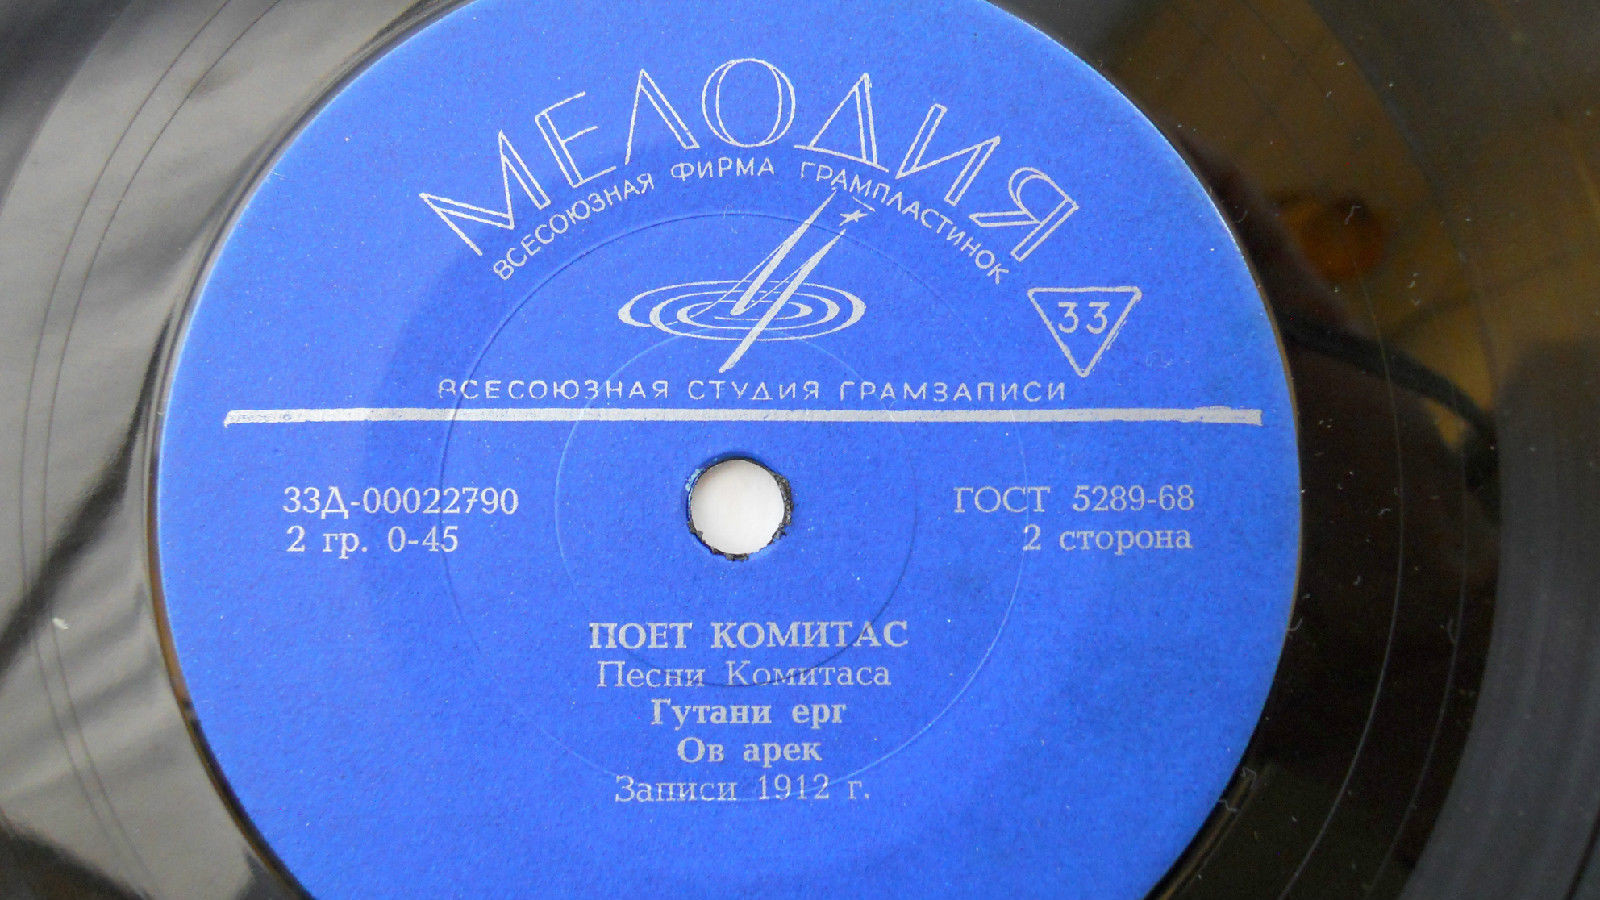 МЕЛОДИЯ
ВСЕСОЮЗНАЯ ФИРМА ГРАМПЛАСТИНОК
33
ВСЕСОЮЗНАЯ СТУДИЯ ГРАМЗАПИСИ
33Д-00022790
2 гр. 0-45
ГОСТ 5289-68
2 сторона
ПОЕТ КОМИТАС
Песни Комитаса
Гутани ерг
Ов арек
Записи 1912 г.